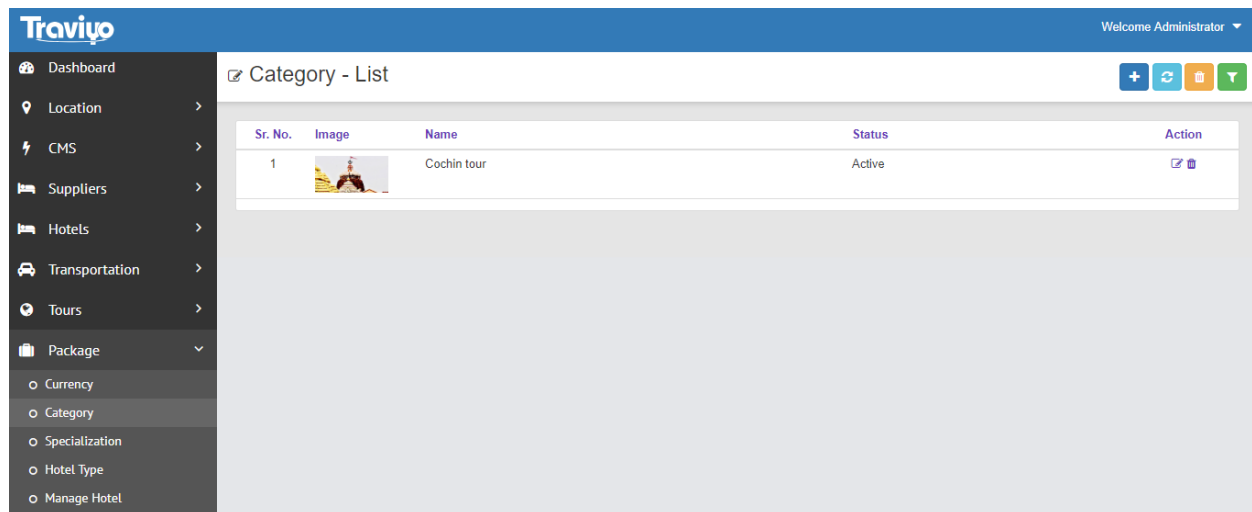 Traviyo
Welcome Administrator
Dashboard
Location
CMS
Suppliers
Hotels
Transportation
Tours
Package
Currency
Category
Specialization
Hotel Type
Manage Hotel
Category - List
Sr. No. Image Name Status Action
1 Cochin tour Active